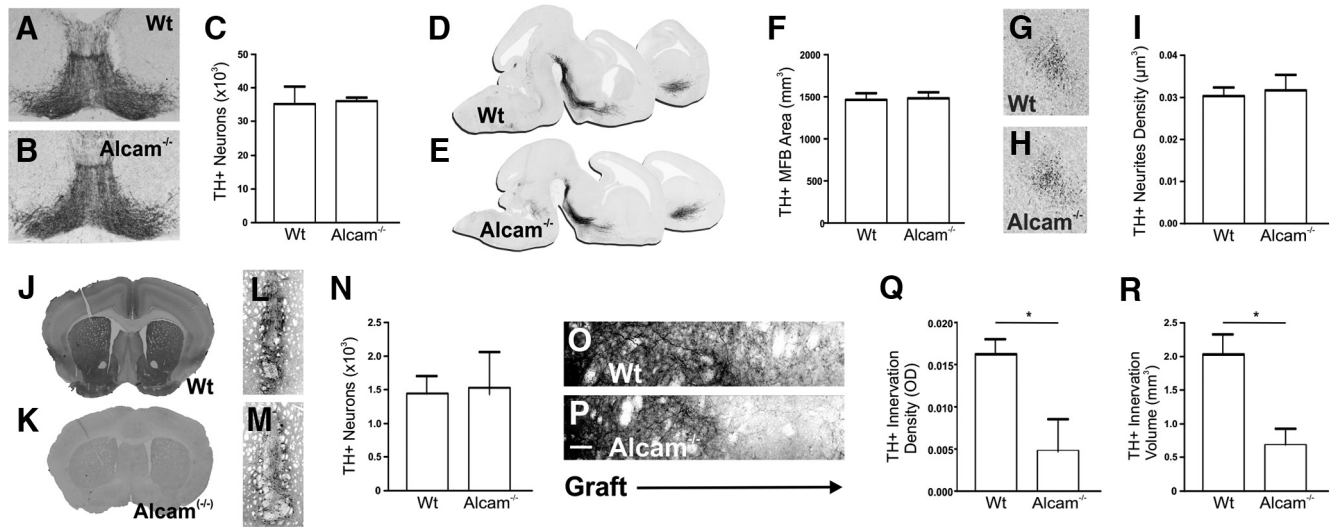 A
Wt
B
Alcam-/-
C
TH+ Neurons (x10³)
50
40
30
20
10
0
Wt
Alcam-/-
D
Wt
E
Alcam-/-
F
TH+ MFB Area (mm³)
2000
1500
1000
500
0
Wt
Alcam-/-
G
Wt
H
Alcam-/-
I
TH+ Neurites Density (µm³)
0.04
0.03
0.02
0.01
0.00
Wt
Alcam-/-
J
Wt
K
Alcam(-/-)
L
M
N
TH+ Neurons (x10³)
2.5
2.0
1.5
1.0
0.5
0
Wt
Alcam-/-
O
Wt
P
Alcam-/-
Graft
Q
TH+ Innervation
Density (OD)
0.020
0.015
0.010
0.005
0.000
*
Wt
Alcam-/-
R
TH+ Innervation
Volume (mm³)
2.5
2.0
1.5
1.0
0.5
0
*
Wt
Alcam-/-